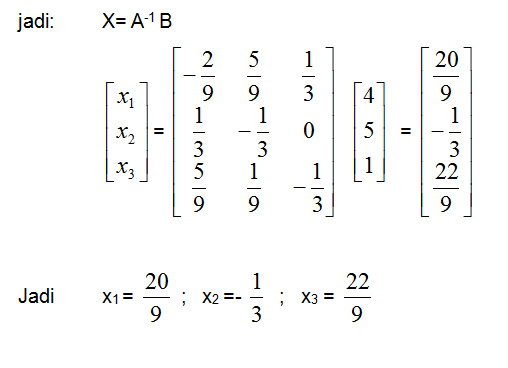 jadi: X= A⁻¹ B
[x₁; x₂; x₃] = [-2/9 5/9 1/3; 1/3 -1/3 0; 5/9 1/9 -1/3] [4; 5; 1] = [20/9; -1/3; 22/9]
Jadi x₁ = 20/9 ; x₂ =- 1/3 ; x₃ = 22/9